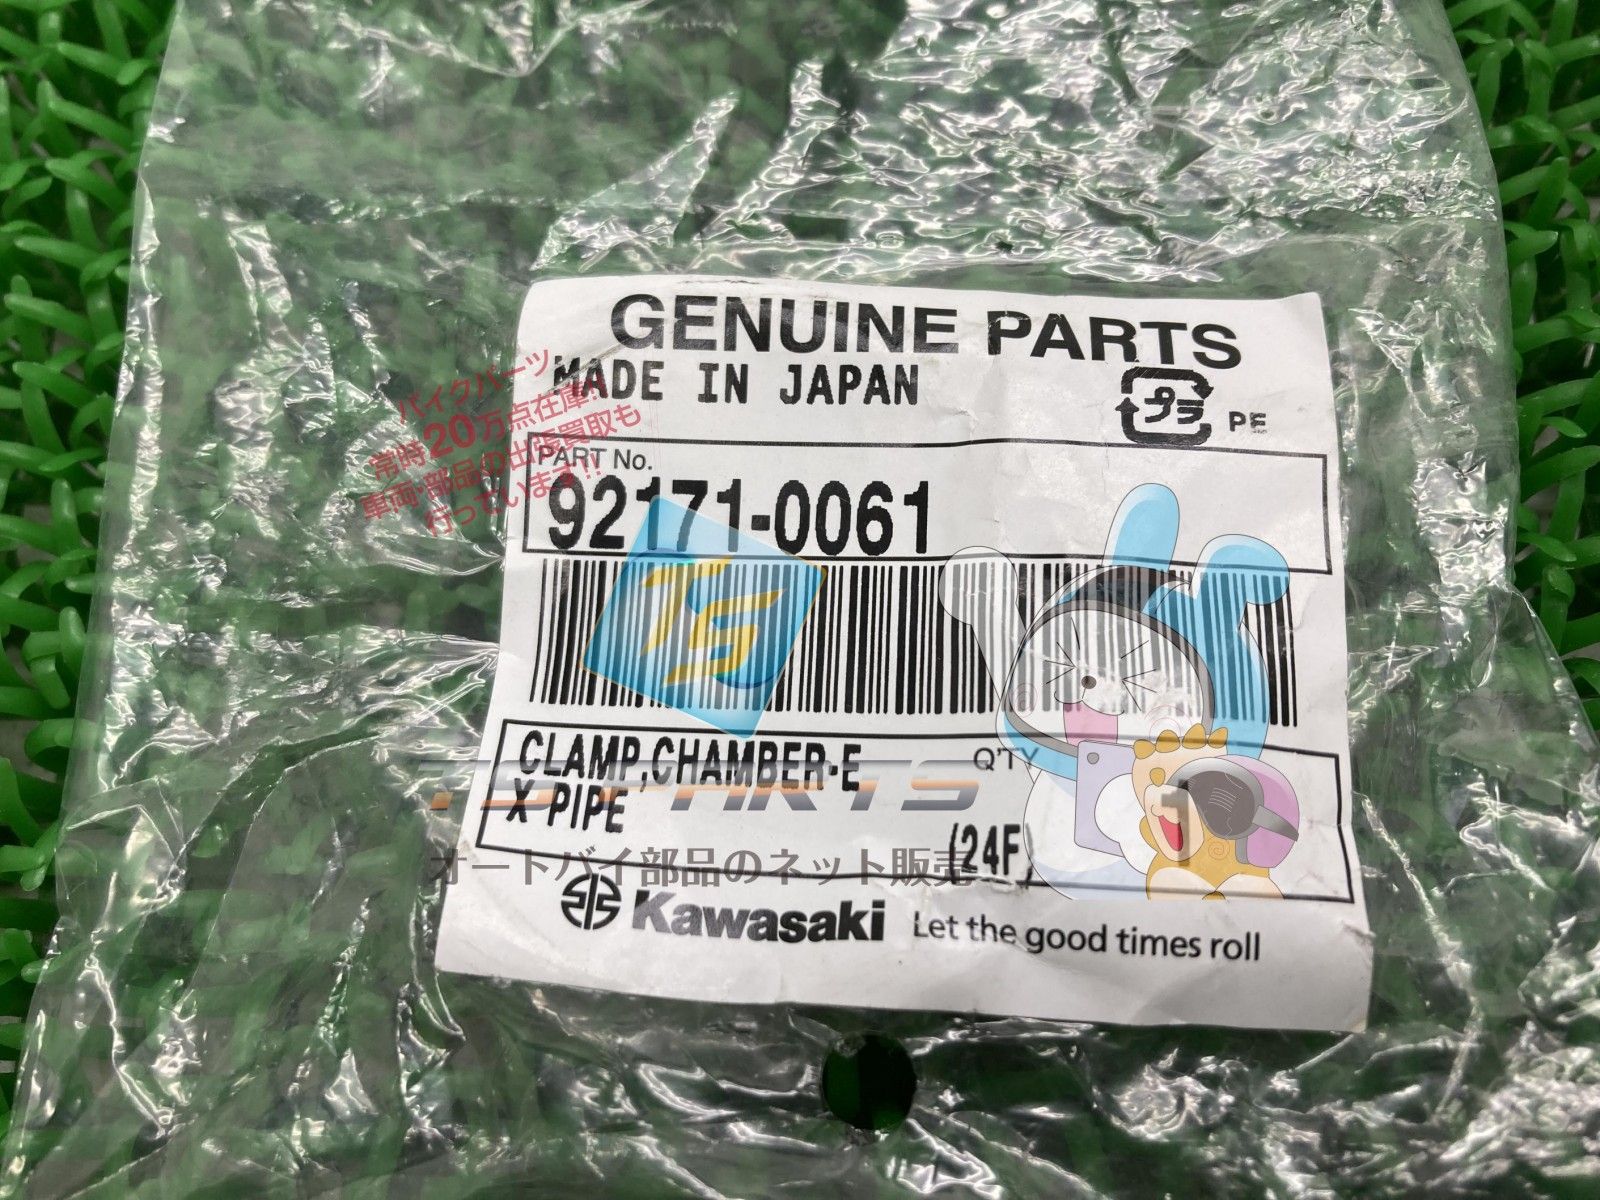 GENUINE PARTS
MADE IN JAPAN
プラ PE
バイクパーツ
常時20万点在庫!!
車両・部品の出張買取も
行っています!!
PART No.
92171-0061
TS
CLAMP,CHAMBER-E
X PIPE
Q'TY
1
(24F)
TS PARTS
オートバイ部品のネット販売
Kawasaki Let the good times roll